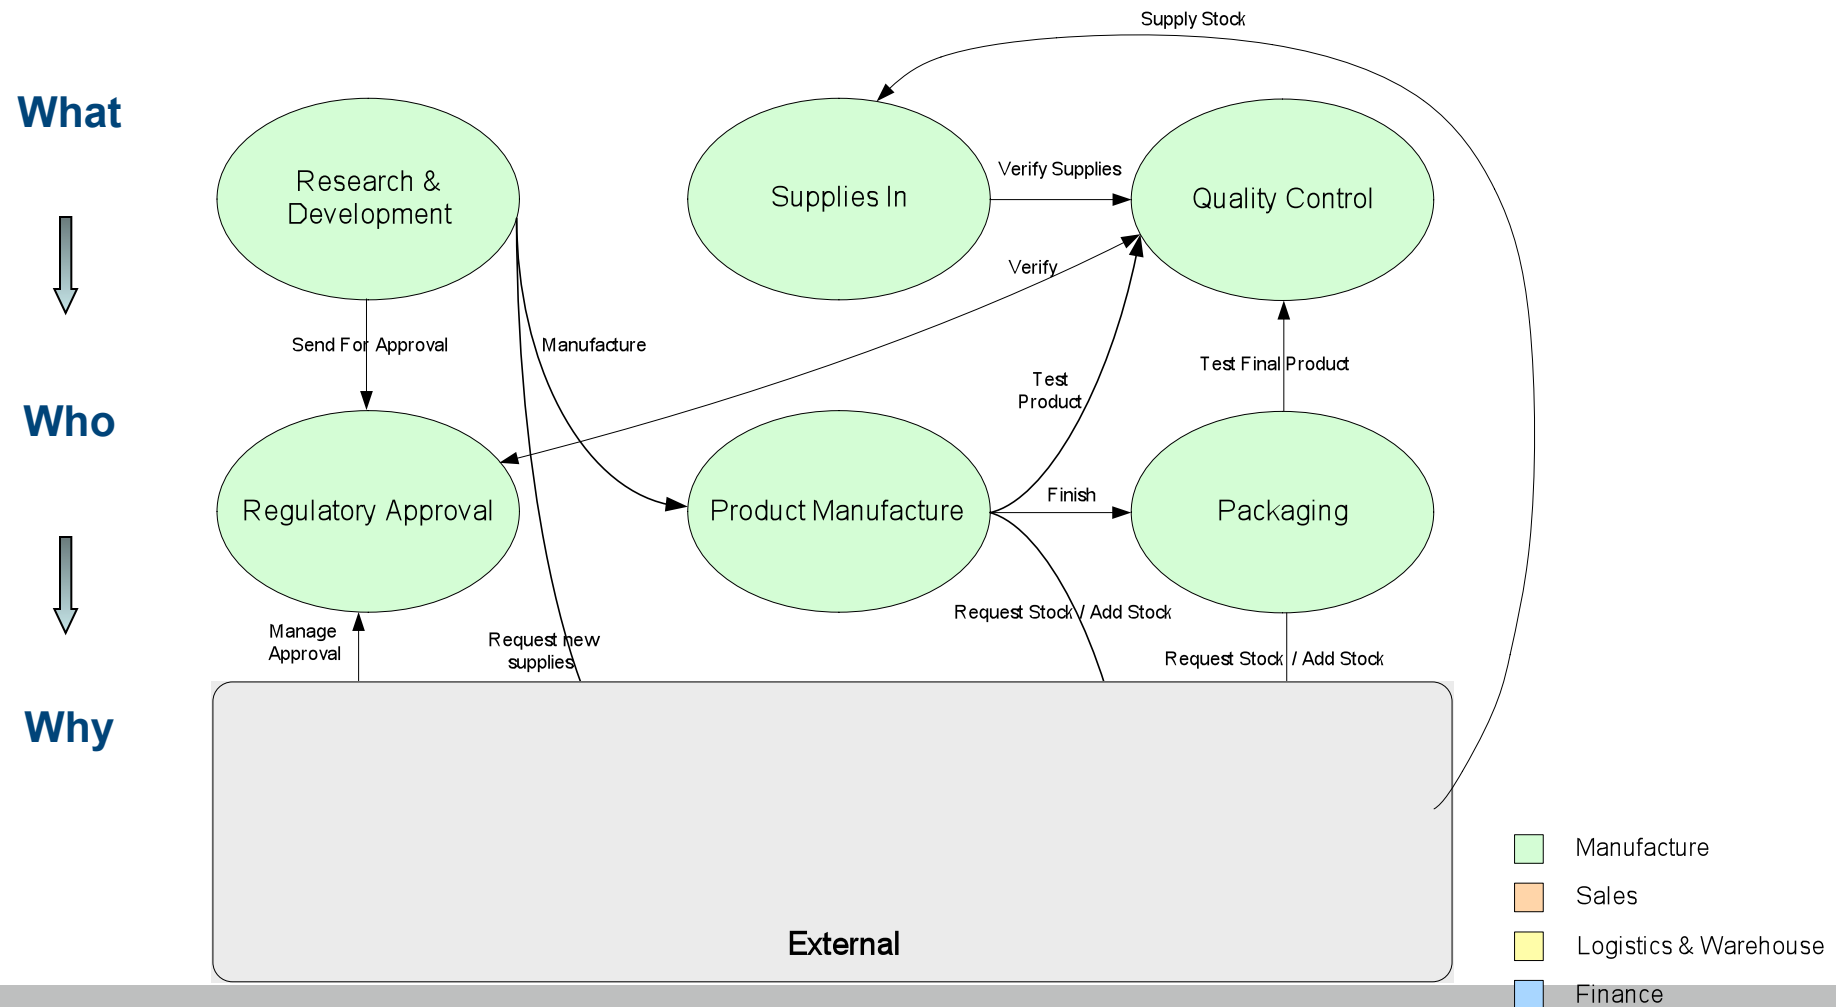 Supply Stock
What
Research &
Development
Supplies In
Verify Supplies
Quality Control
Verify
Send For Approval
Manufacture
Test
Product
Test Final Product
Who
Regulatory Approval
Product Manufacture
Finish
Packaging
Manage
Approval
Request new
supplies
Request Stock / Add Stock
Request Stock / Add Stock
Why
External
Manufacture
Sales
Logistics & Warehouse
Finance